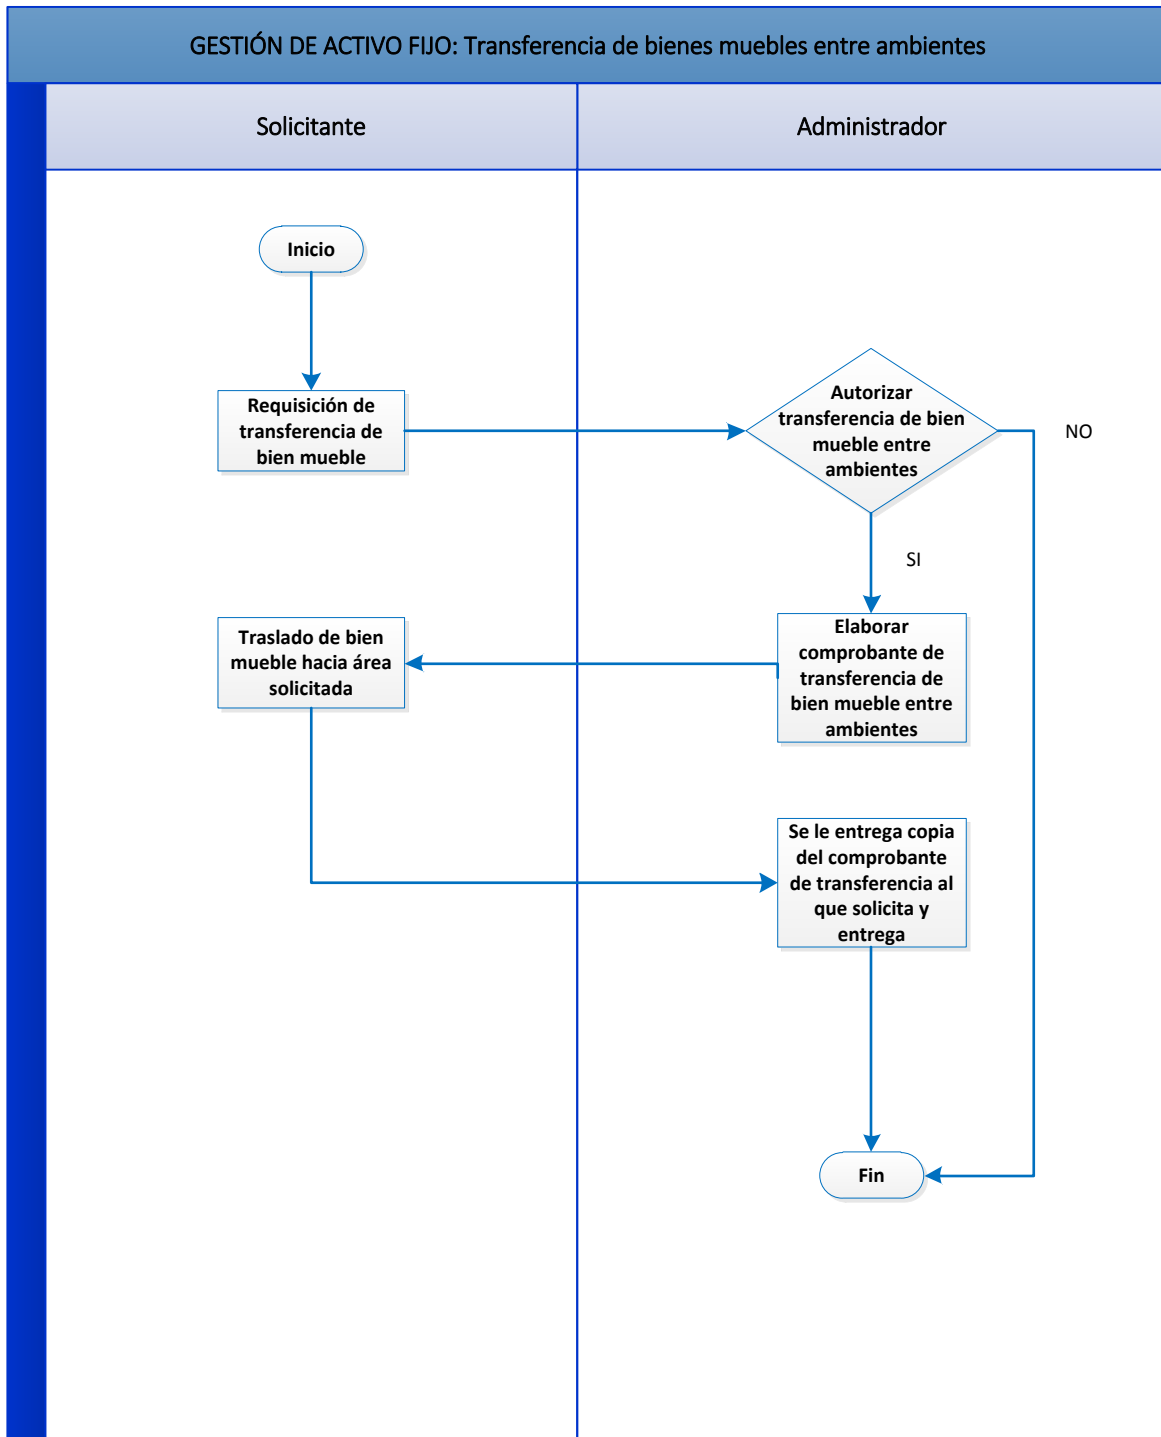 GESTIÓN DE ACTIVO FIJO: Transferencia de bienes muebles entre ambientes
Solicitante
Administrador
Inicio
Requisición de
transferencia de
bien mueble
Autorizar
transferencia de bien
mueble entre
ambientes
NO
SI
Elaborar
comprobante de
transferencia de
bien mueble entre
ambientes
Traslado de bien
mueble hacia área
solicitada
Se le entrega copia
del comprobante
de transferencia al
que solicita y
entrega
Fin